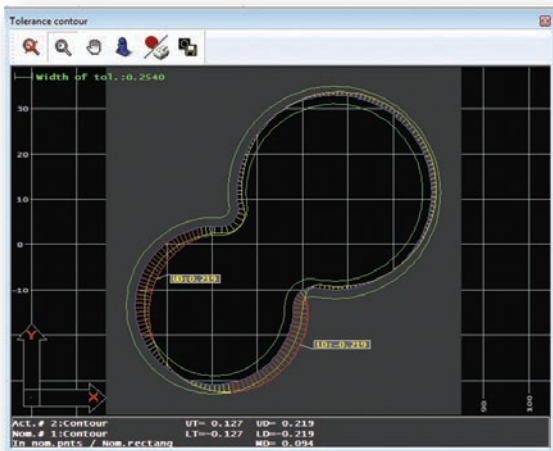 Tolerance contour
Width of tol.:0.2540
30
20
10
0
-10
UD:0.219
LD:-0.219
Y
X
90
100
Act.# 2:Contour UT= 0.127 UD= 0.219
Nom.# 1:Contour LT=-0.127 LD=-0.219
In nom.pnts / Nom.rectang MD= 0.094